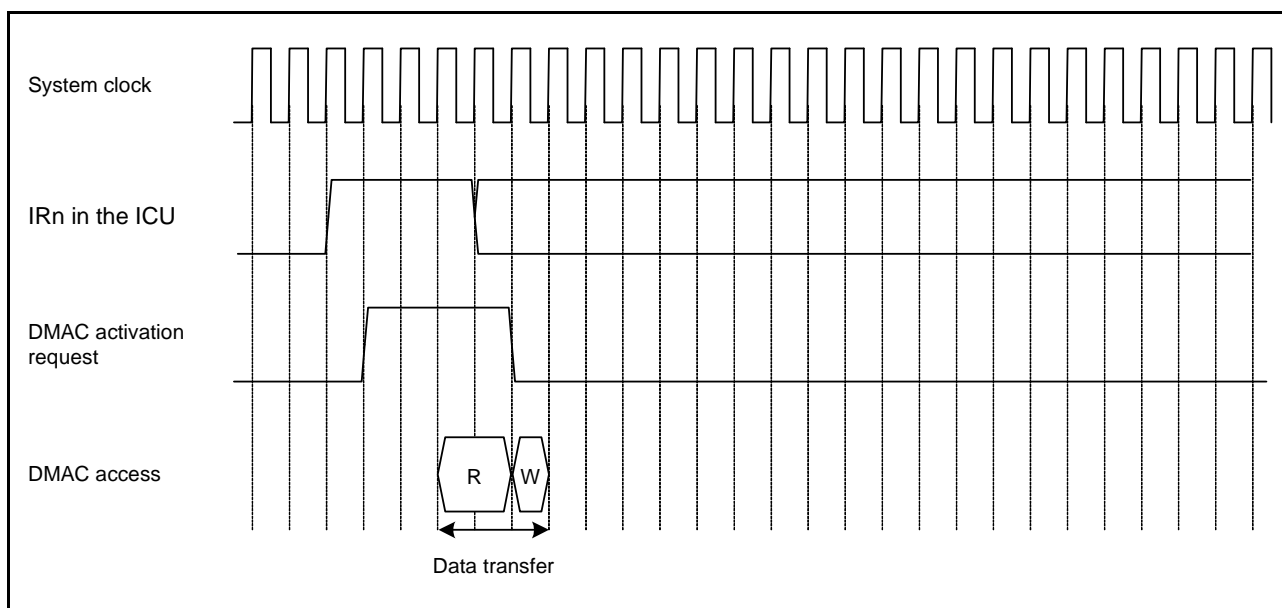 System clock
IRn in the ICU
DMAC activation
request
DMAC access
R
W
Data transfer